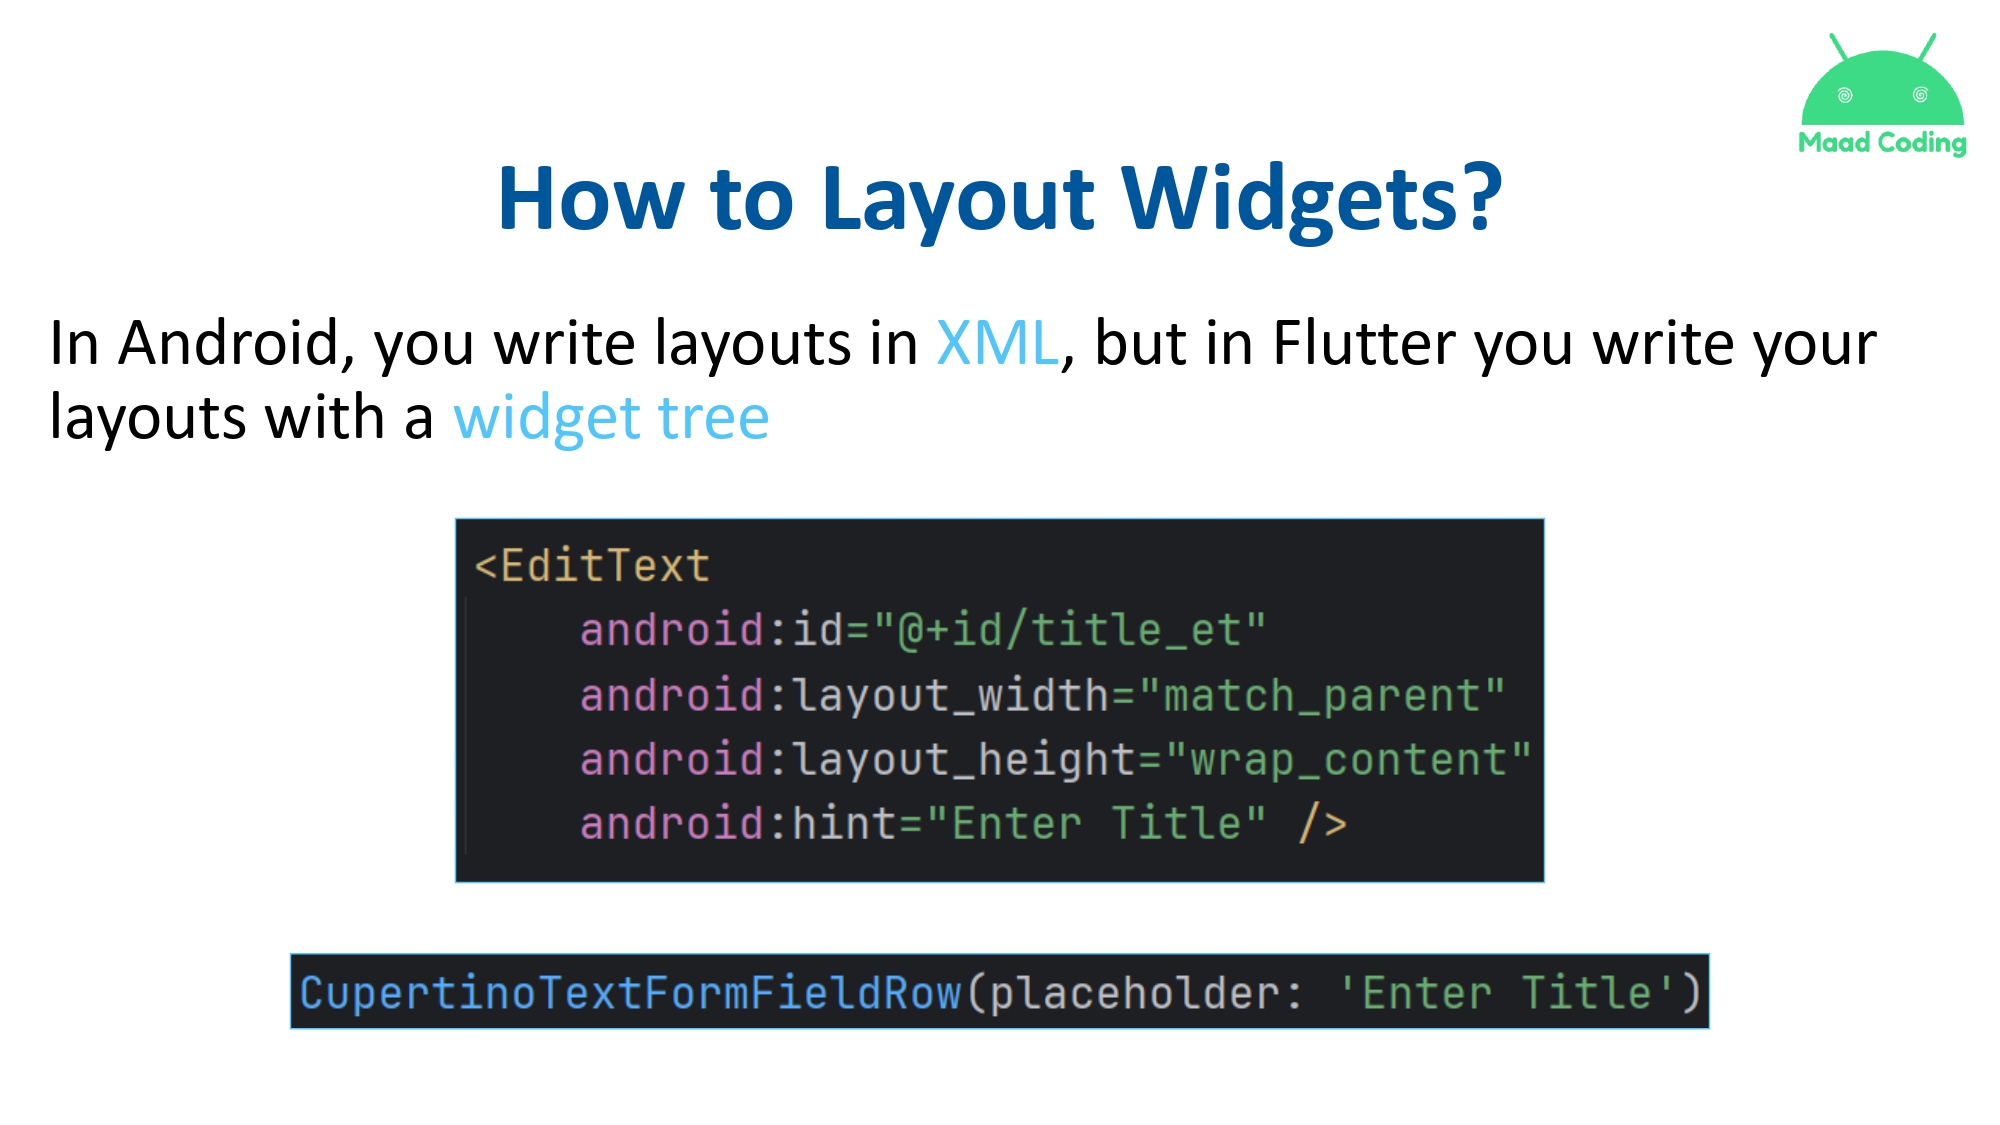 Maad Coding
How to Layout Widgets?
In Android, you write layouts in XML, but in Flutter you write your
layouts with a widget tree
<EditText
android:id="@+id/title_et"
android:layout_width="match_parent"
android:layout_height="wrap_content"
android:hint="Enter Title" />
CupertinoTextFormFieldRow(placeholder: 'Enter Title')